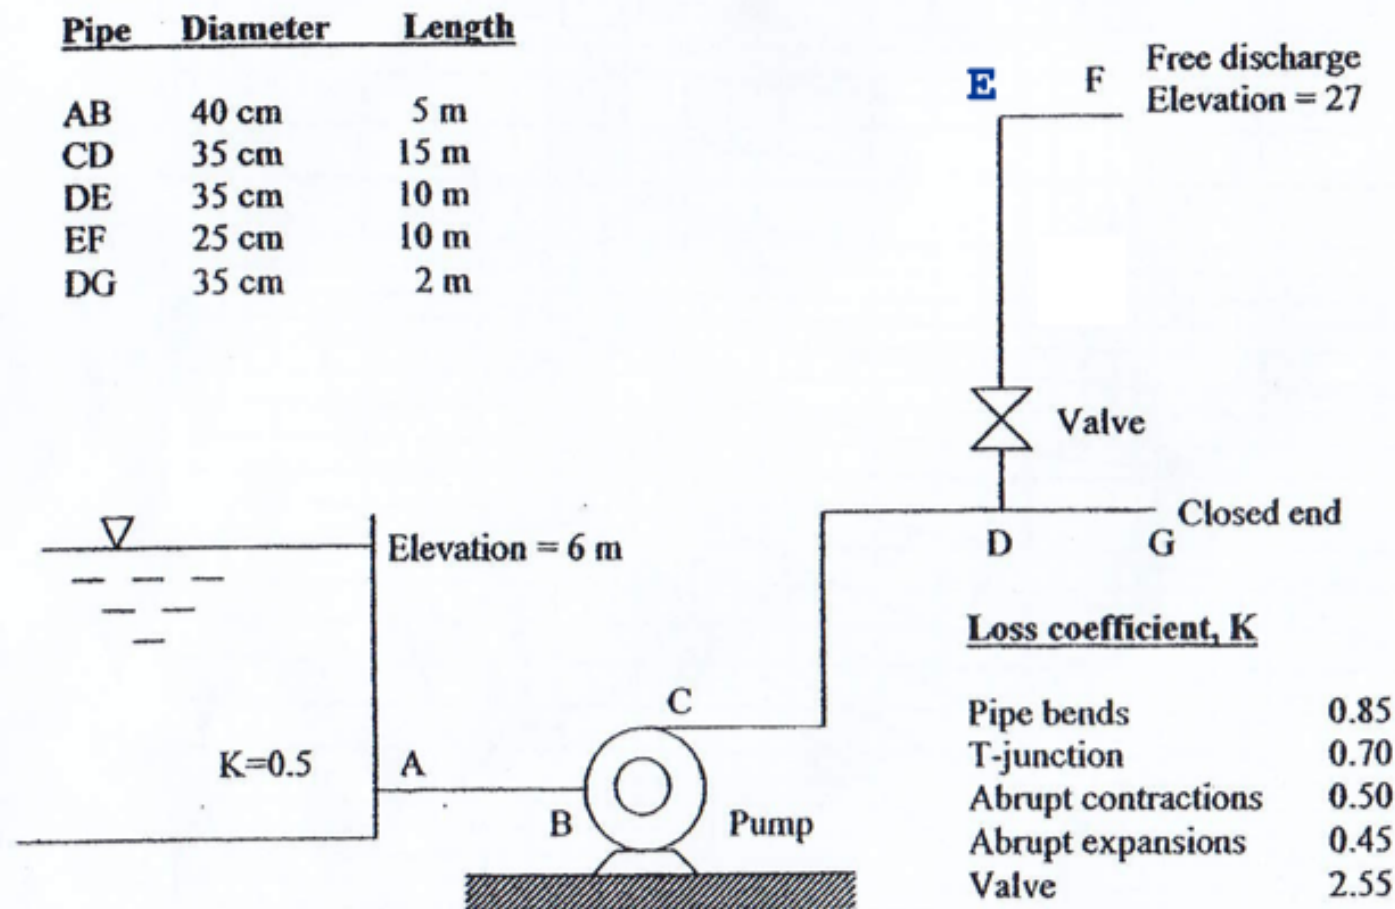 Pipe Diameter Length
AB 40 cm 5 m
CD 35 cm 15 m
DE 35 cm 10 m
EF 25 cm 10 m
DG 35 cm 2 m
E
F
Free discharge
Elevation = 27
Valve
D
G
Closed end
Elevation = 6 m
K=0.5
A
B
C
Pump
Loss coefficient, K
Pipe bends 0.85
T-junction 0.70
Abrupt contractions 0.50
Abrupt expansions 0.45
Valve 2.55